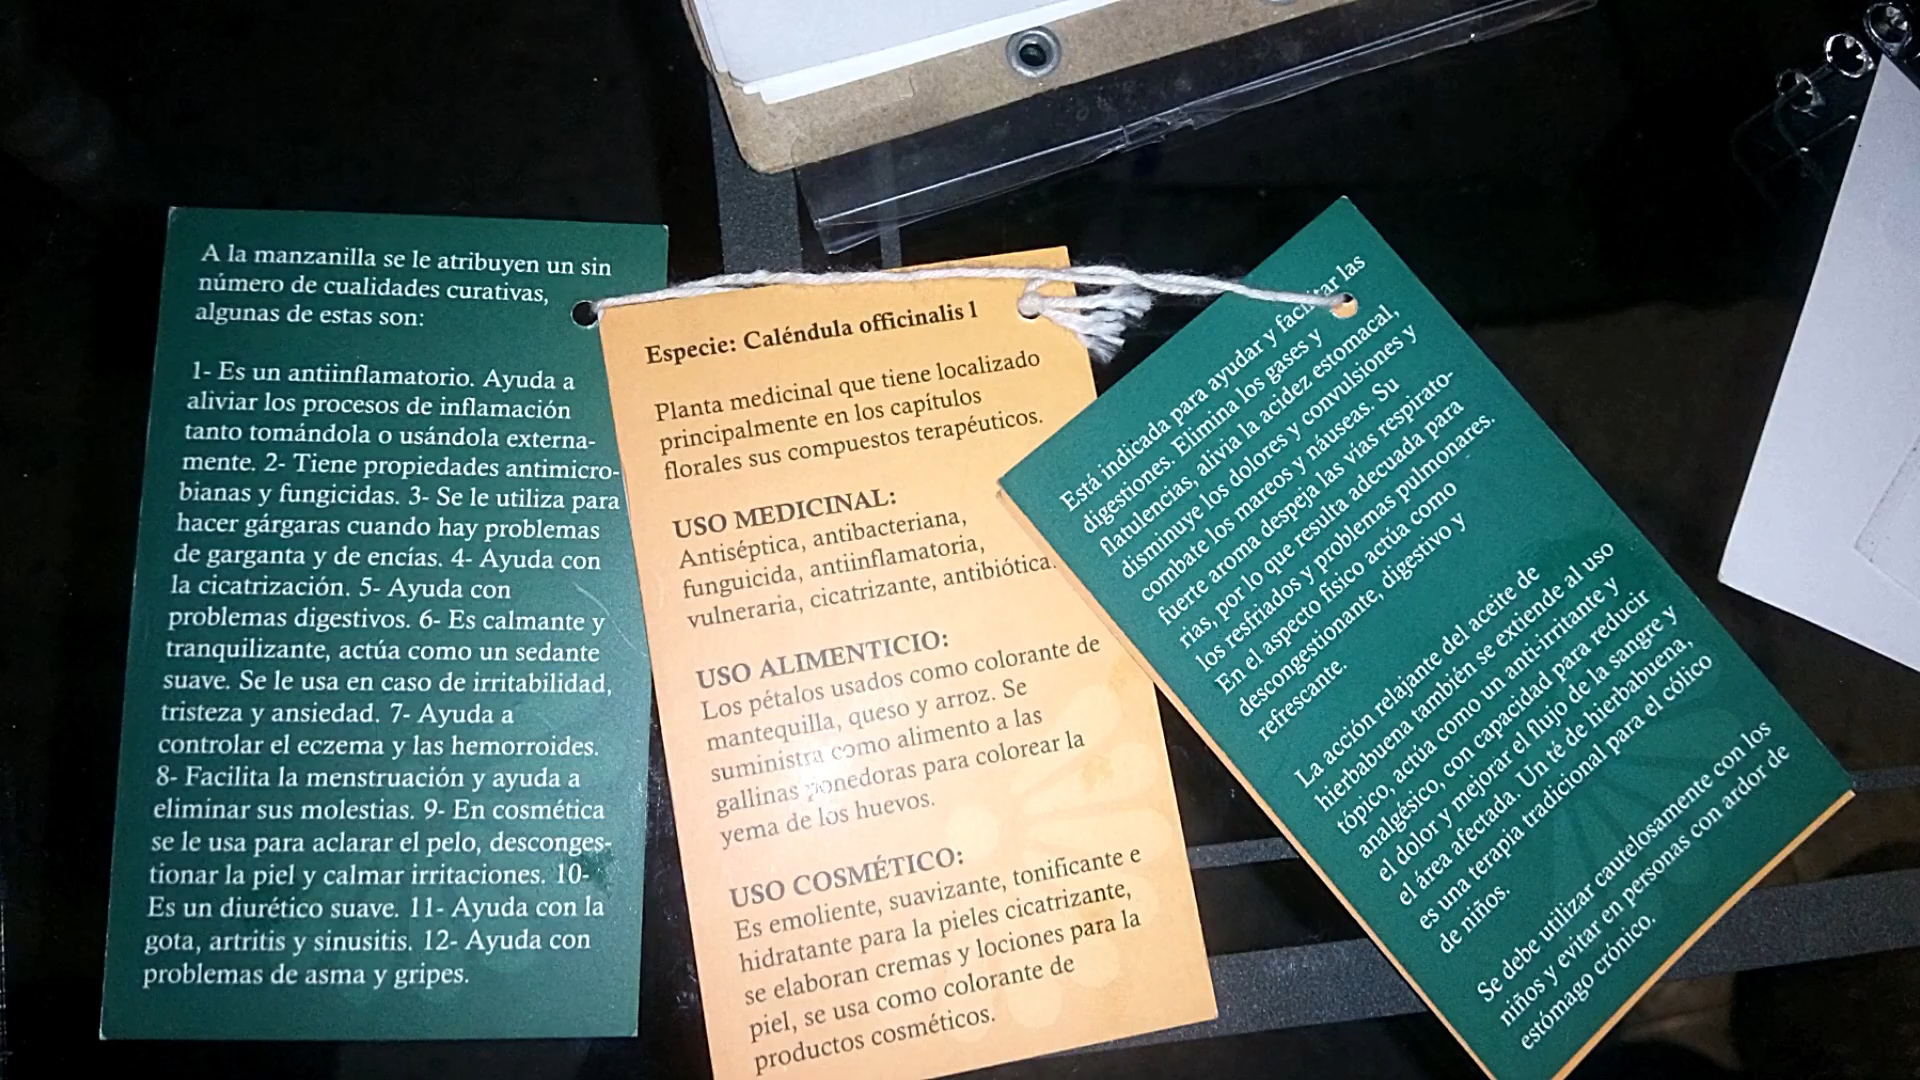 A la manzanilla se le atribuyen un sin
número de cualidades curativas,
algunas de estas son:
1- Es un antiinflamatorio. Ayuda a
aliviar los procesos de inflamación
tanto tomándola o usándola externa-
mente. 2- Tiene propiedades antimicro-
bianas y fungicidas. 3- Se le utiliza para
hacer gárgaras cuando hay problemas
de garganta y de encías. 4- Ayuda con
la cicatrización. 5- Ayuda con
problemas digestivos. 6- Es calmante y
tranquilizante, actúa como un sedante
suave. Se le usa en caso de irritabilidad,
tristeza y ansiedad. 7- Ayuda a
controlar el eczema y las hemorroides.
8- Facilita la menstruación y ayuda a
eliminar sus molestias. 9- En cosmética
se le usa para aclarar el pelo, desconges-
tionar la piel y calmar irritaciones. 10-
Es un diurético suave. 11- Ayuda con la
gota, artritis y sinusitis. 12- Ayuda con
problemas de asma y gripes.
Especie: Caléndula officinalis l
Planta medicinal que tiene localizado
principalmente en los capítulos
florales sus compuestos terapéuticos.
USO MEDICINAL:
Antiséptica, antibacteriana,
funguicida, antiinflamatoria,
vulneraria, cicatrizante, antibiótica.
USO ALIMENTICIO:
Los pétalos usados como colorante de
mantequilla, queso y arroz. Se
suministra como alimento a las
gallinas ponedoras para colorear la
yema de los huevos.
USO COSMÉTICO:
Es emoliente, suavizante, tonificante e
hidratante para la pieles cicatrizante,
se elaboran cremas y lociones para la
piel, se usa como colorante de
productos cosméticos.
Está indicada para ayudar y facilitar las
digestiones. Elimina los gases y
flatulencias, alivia la acidez estomacal,
disminuye los dolores y convulsiones y
combate los mareos y náuseas. Su
fuerte aroma despeja las vías respirato-
rias, por lo que resulta adecuada para
los resfriados y problemas pulmonares.
En el aspecto físico actúa como
descongestionante, digestivo y
refrescante.
La acción relajante del aceite de
hierbabuena también se extiende al uso
tópico, actúa como un anti-irritante y
analgésico, con capacidad para reducir
el dolor y mejorar el flujo de la sangre y
el área afectada. Un té de hierbabuena,
es una terapia tradicional para el cólico
de niños.
Se debe utilizar cautelosamente con los
niños y evitar en personas con ardor de
estómago crónico.